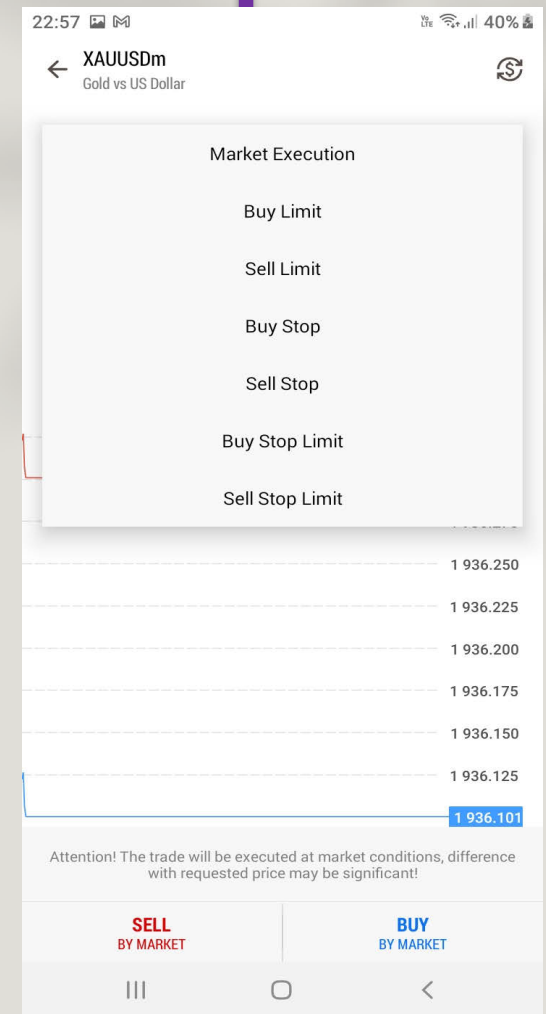 22:57
Vo
LTE
40%
XAUUSDm
Gold vs US Dollar
Market Execution
Buy Limit
Sell Limit
Buy Stop
Sell Stop
Buy Stop Limit
Sell Stop Limit
1 936.250
1 936.225
1 936.200
1 936.175
1 936.150
1 936.125
1 936.101
Attention! The trade will be executed at market conditions, difference
with requested price may be significant!
SELL
BY MARKET
BUY
BY MARKET